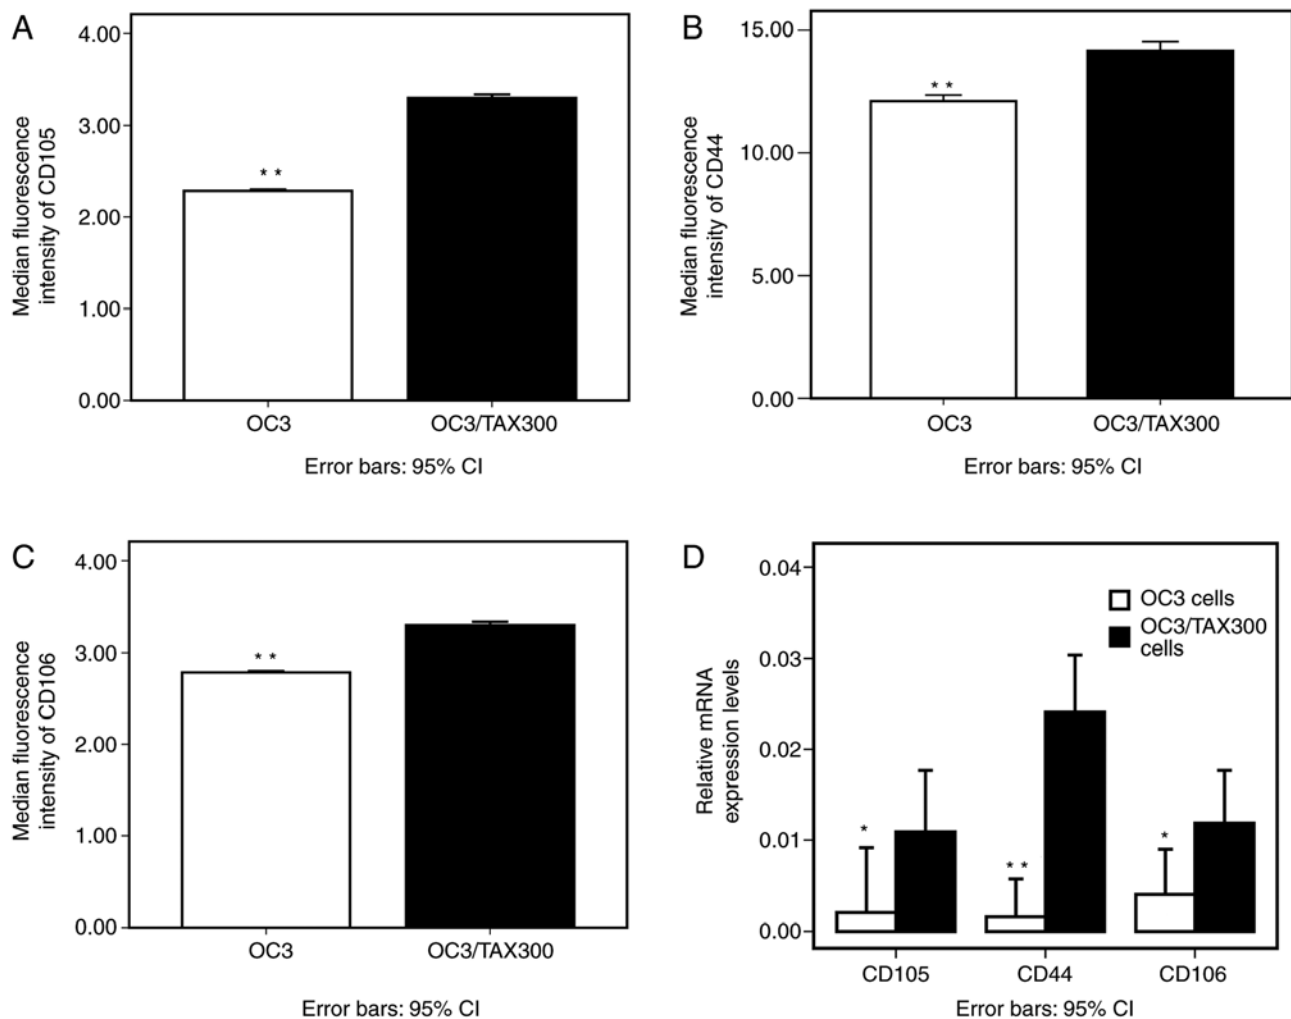 A
Median fluorescence
intensity of CD105
4.00
3.00
2.00
1.00
0.00
**
OC3
OC3/TAX300
Error bars: 95% CI
B
Median fluorescence
intensity of CD44
15.00
10.00
5.00
0.00
**
OC3
OC3/TAX300
Error bars: 95% CI
C
Median fluorescence
intensity of CD106
4.00
3.00
2.00
1.00
0.00
**
OC3
OC3/TAX300
Error bars: 95% CI
D
Relative mRNA
expression levels
0.04
0.03
0.02
0.01
0.00
OC3 cells
OC3/TAX300
cells
*
**
*
CD105
CD44
CD106
Error bars: 95% CI